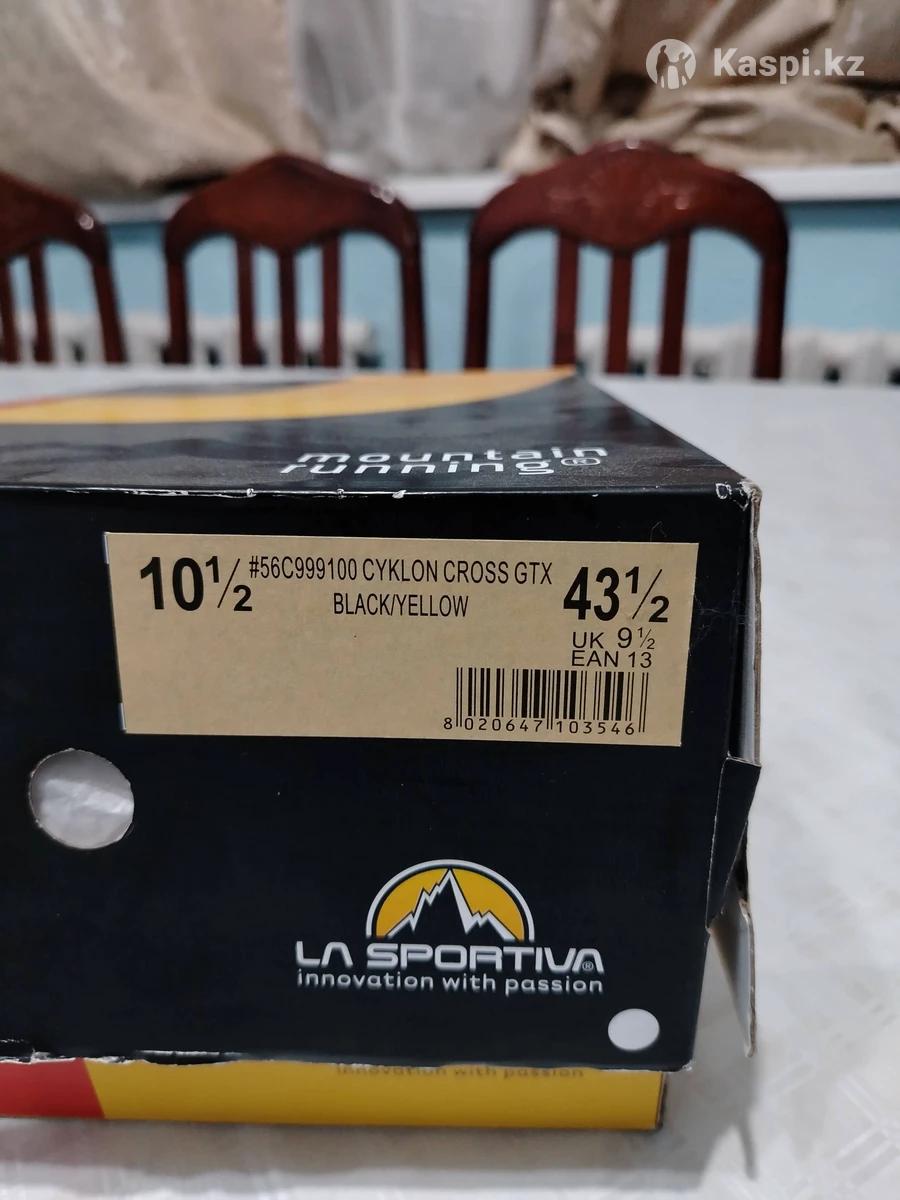 Kaspi.kz
mountain
running®
10½ #56C999100 CYKLON CROSS GTX 43½
BLACK/YELLOW
UK 9½
EAN 13
8 020647 103546
LA SPORTIVA®
innovation with passion
innovation with passion